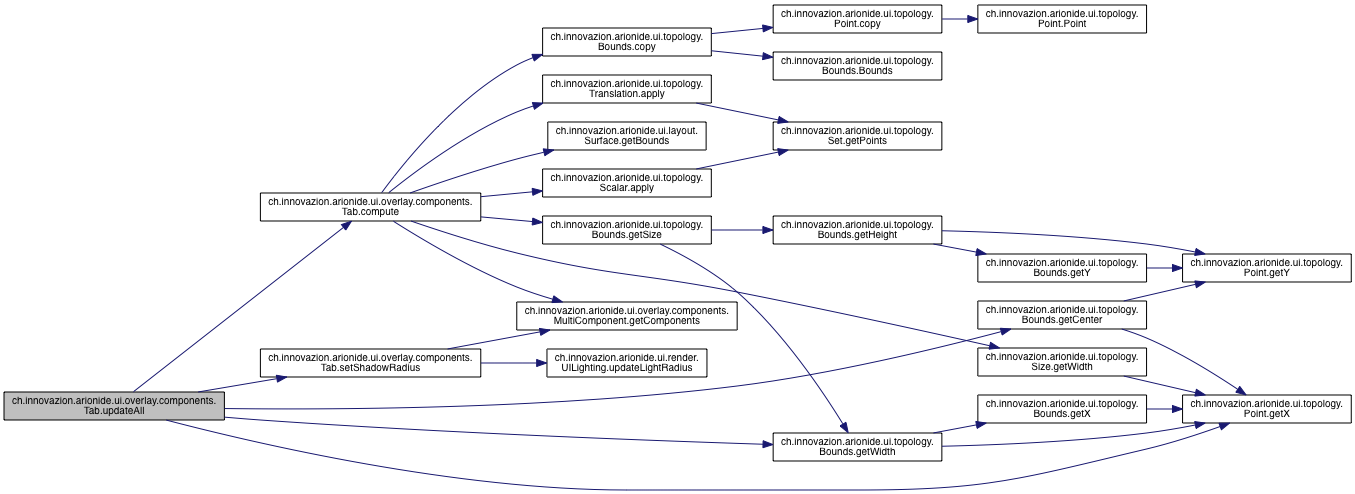 ch.innovazion.arionide.ui.overlay.components.
Tab.updateAll
ch.innovazion.arionide.ui.overlay.components.
Tab.compute
ch.innovazion.arionide.ui.overlay.components.
Tab.setShadowRadius
ch.innovazion.arionide.ui.topology.
Bounds.copy
ch.innovazion.arionide.ui.topology.
Translation.apply
ch.innovazion.arionide.ui.layout.
Surface.getBounds
ch.innovazion.arionide.ui.topology.
Scalar.apply
ch.innovazion.arionide.ui.topology.
Bounds.getSize
ch.innovazion.arionide.ui.overlay.components.
MultiComponent.getComponents
ch.innovazion.arionide.ui.render.
UILighting.updateLightRadius
ch.innovazion.arionide.ui.topology.
Point.copy
ch.innovazion.arionide.ui.topology.
Bounds.Bounds
ch.innovazion.arionide.ui.topology.
Set.getPoints
ch.innovazion.arionide.ui.topology.
Bounds.getHeight
ch.innovazion.arionide.ui.topology.
Bounds.getWidth
ch.innovazion.arionide.ui.topology.
Point.Point
ch.innovazion.arionide.ui.topology.
Bounds.getY
ch.innovazion.arionide.ui.topology.
Bounds.getCenter
ch.innovazion.arionide.ui.topology.
Size.getWidth
ch.innovazion.arionide.ui.topology.
Bounds.getX
ch.innovazion.arionide.ui.topology.
Point.getY
ch.innovazion.arionide.ui.topology.
Point.getX